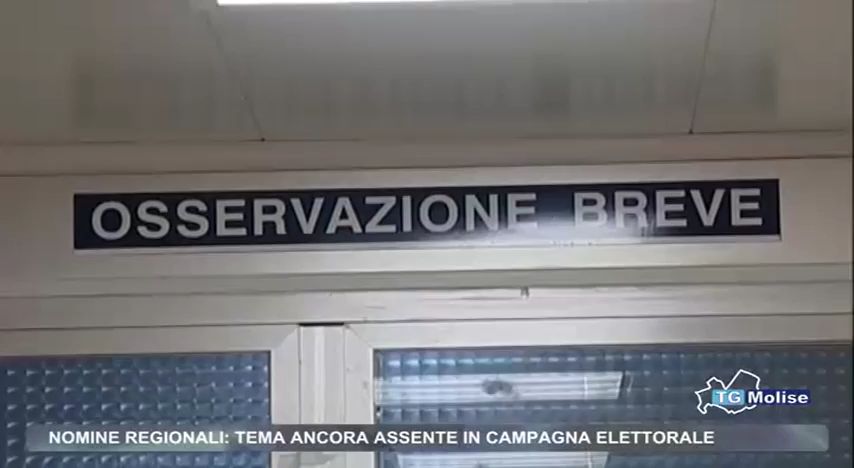 OSSERVAZIONE BREVE
TG Molise
NOMINE REGIONALI: TEMA ANCORA ASSENTE IN CAMPAGNA ELETTORALE